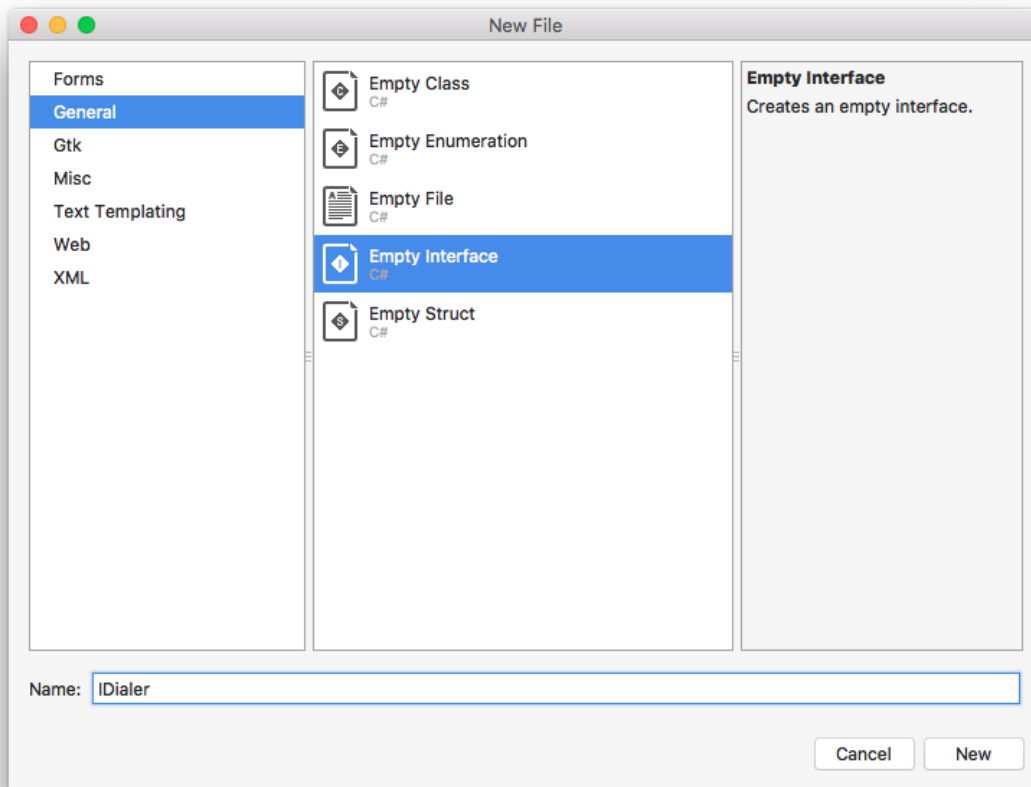 New File
Forms
General
Gtk
Misc
Text Templating
Web
XML
Empty Class
C#
Empty Enumeration
C#
Empty File
C#
Empty Interface
C#
Empty Struct
C#
Empty Interface
Creates an empty interface.
Name: IDialer
Cancel New